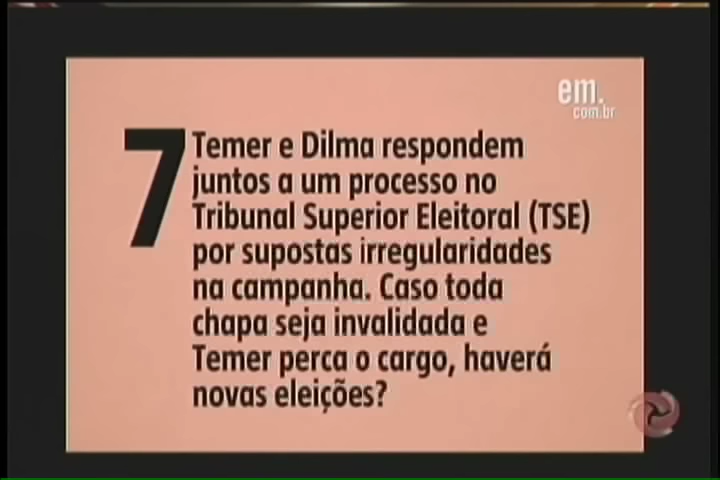 em.
com.br
7
Temer e Dilma respondem
juntos a um processo no
Tribunal Superior Eleitoral (TSE)
por supostas irregularidades
na campanha. Caso toda
chapa seja invalidada e
Temer perca o cargo, haverá
novas eleições?